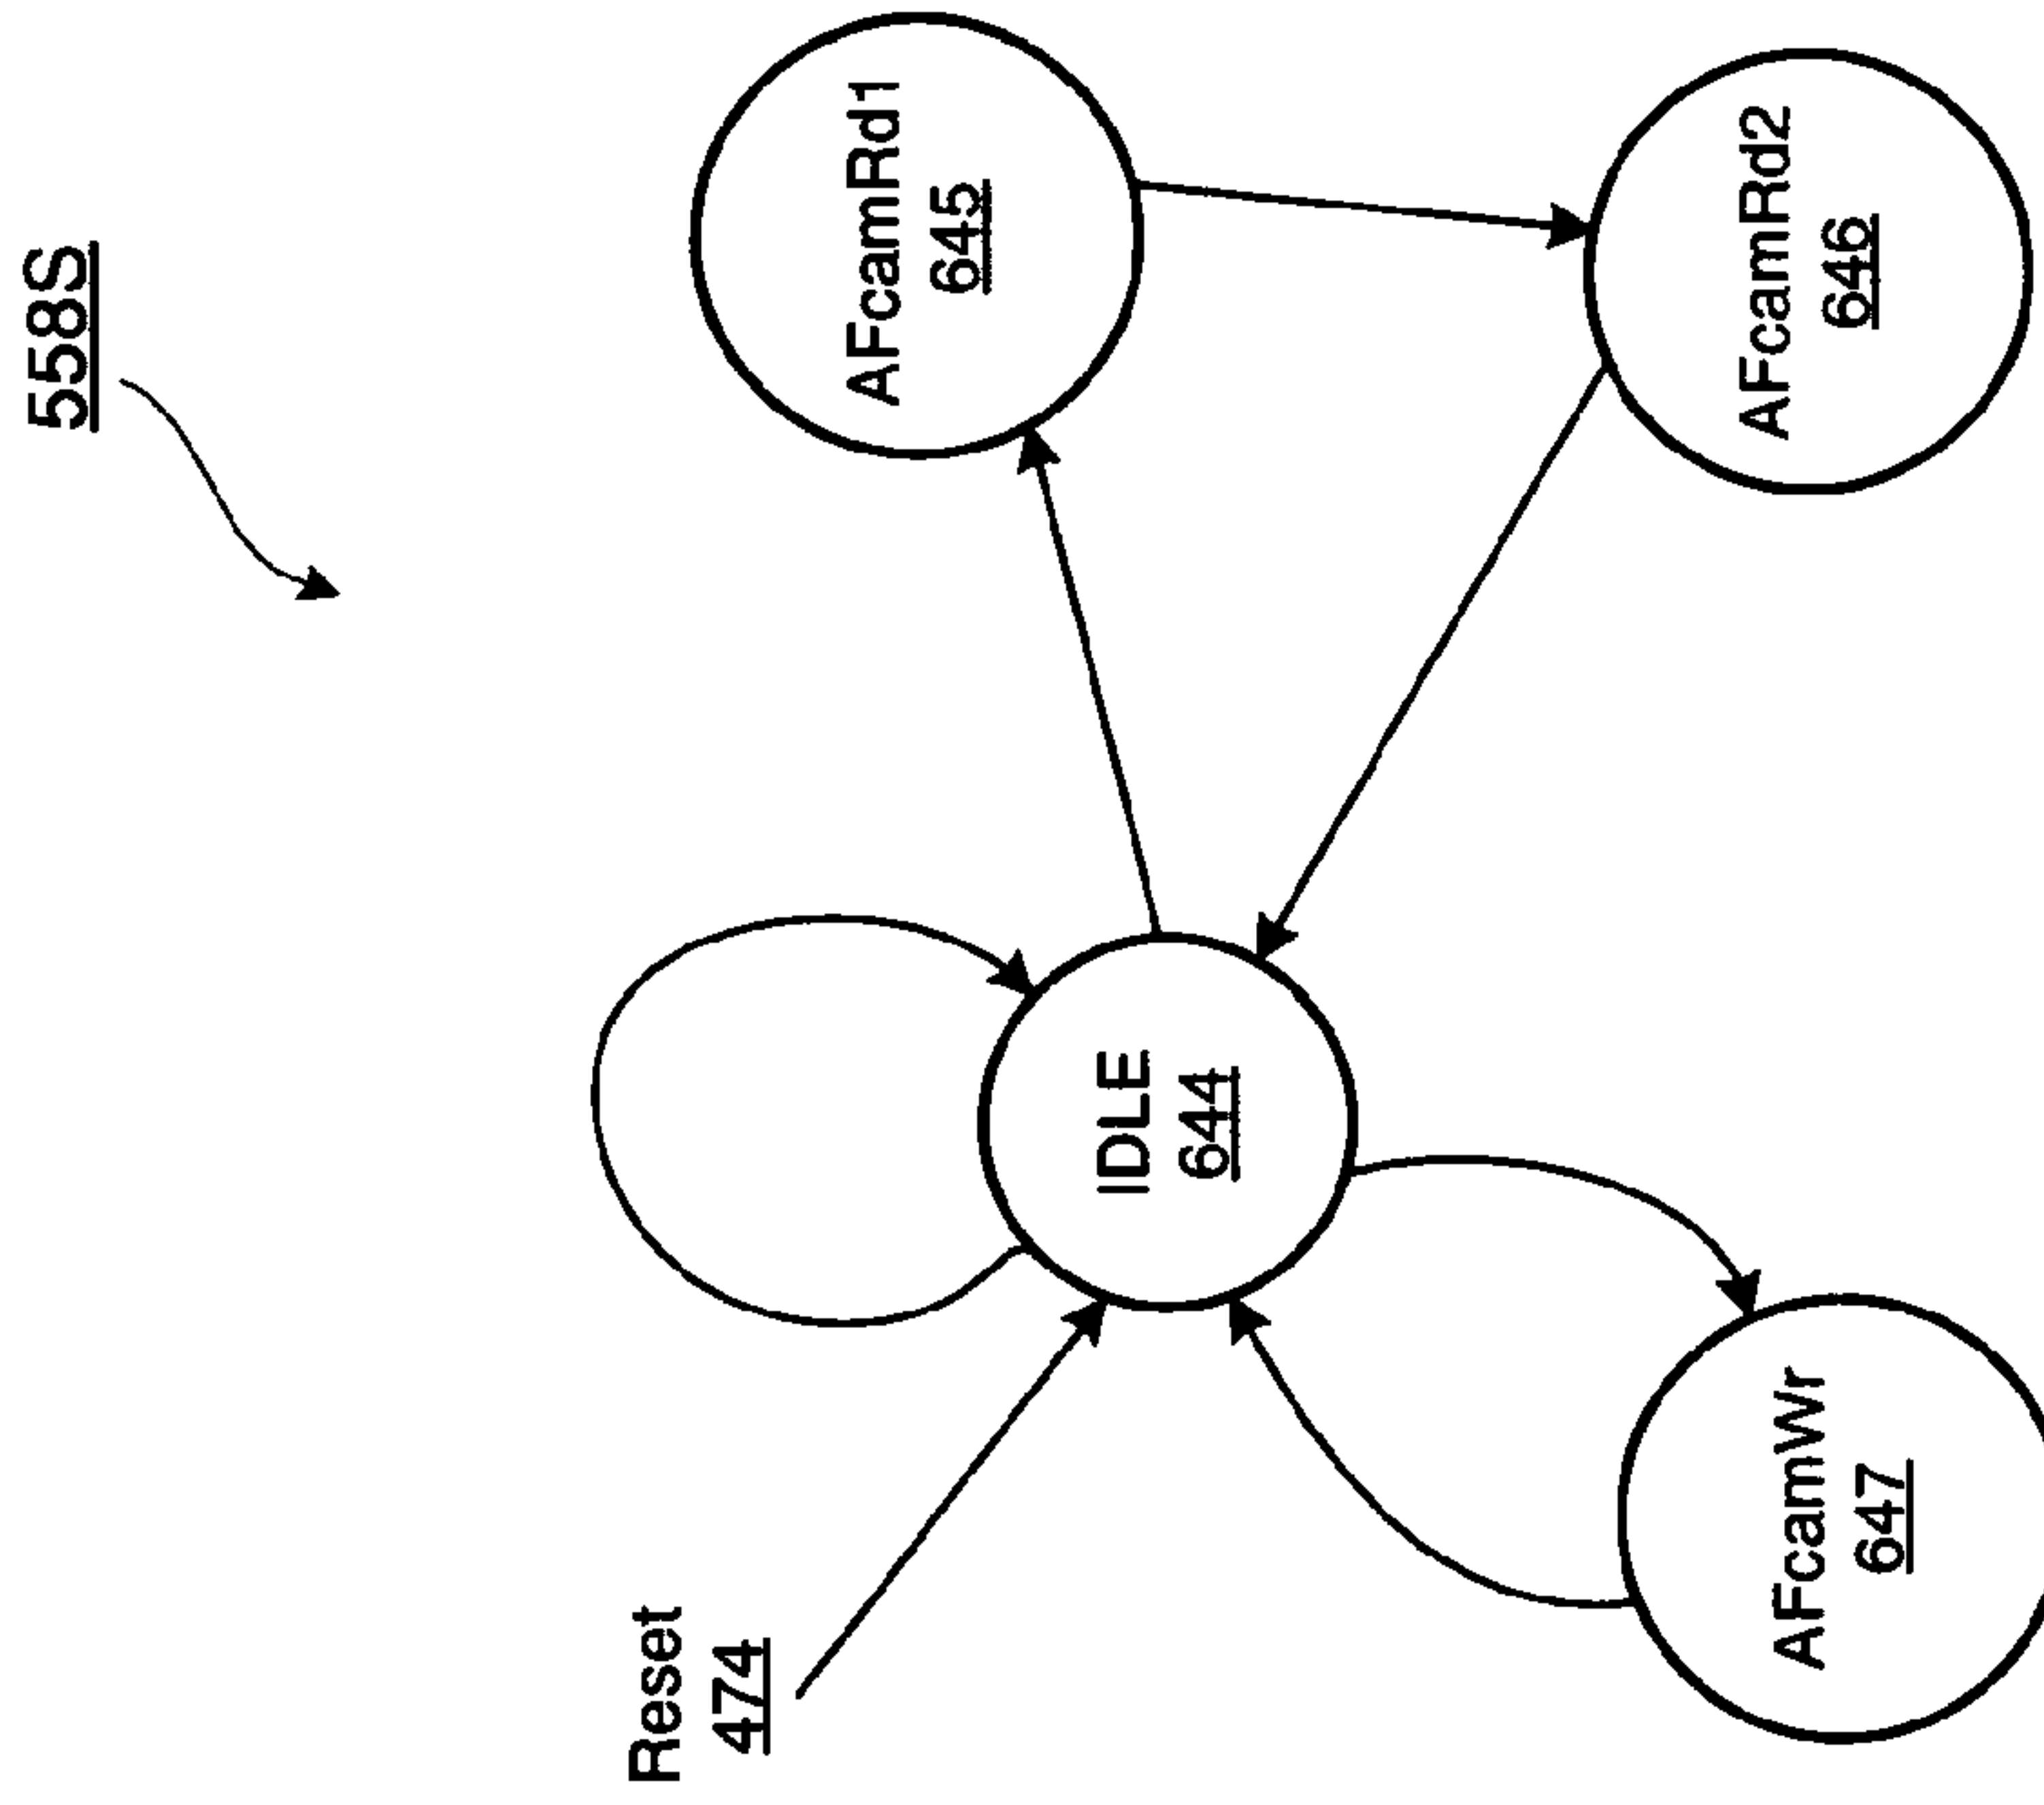 558S
AFcamRd1
645
AFcamRd2
646
IDLE
644
Reset
474
AFcamWr
647